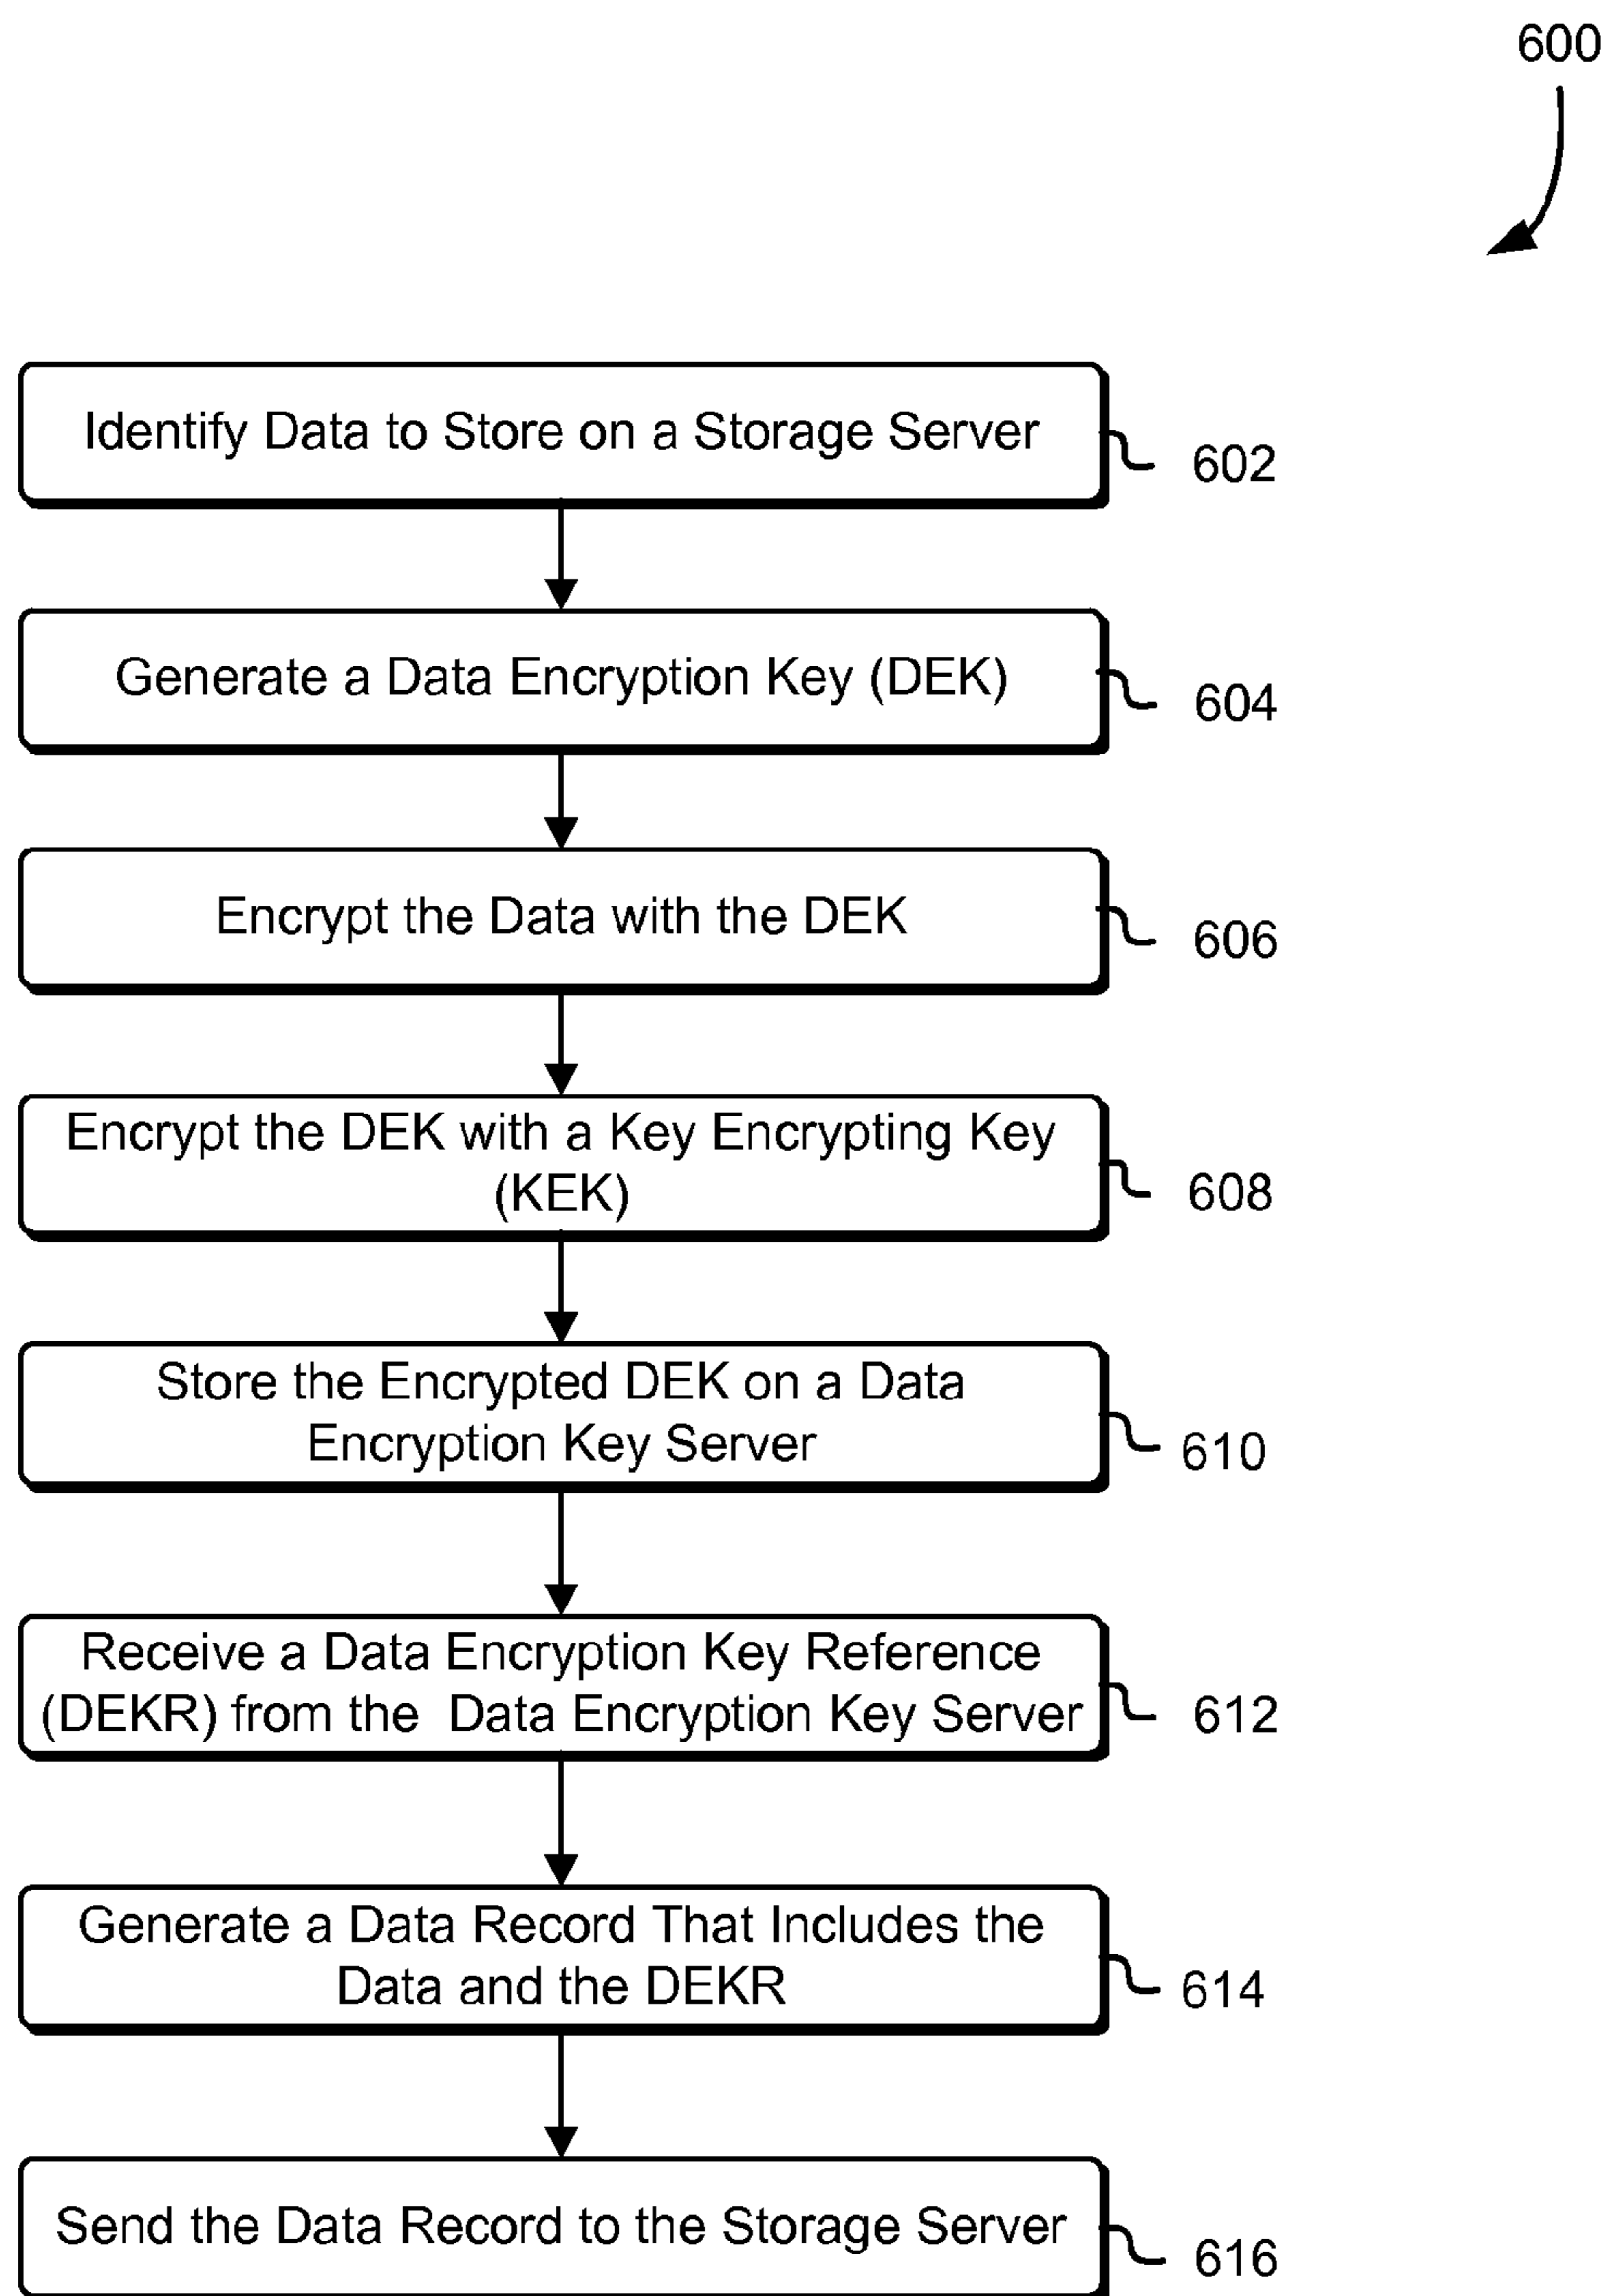 600
Identify Data to Store on a Storage Server
602
Generate a Data Encryption Key (DEK)
604
Encrypt the Data with the DEK
606
Encrypt the DEK with a Key Encrypting Key
(KEK)
608
Store the Encrypted DEK on a Data
Encryption Key Server
610
Receive a Data Encryption Key Reference
(DEKR) from the Data Encryption Key Server
612
Generate a Data Record That Includes the
Data and the DEKR
614
Send the Data Record to the Storage Server
616